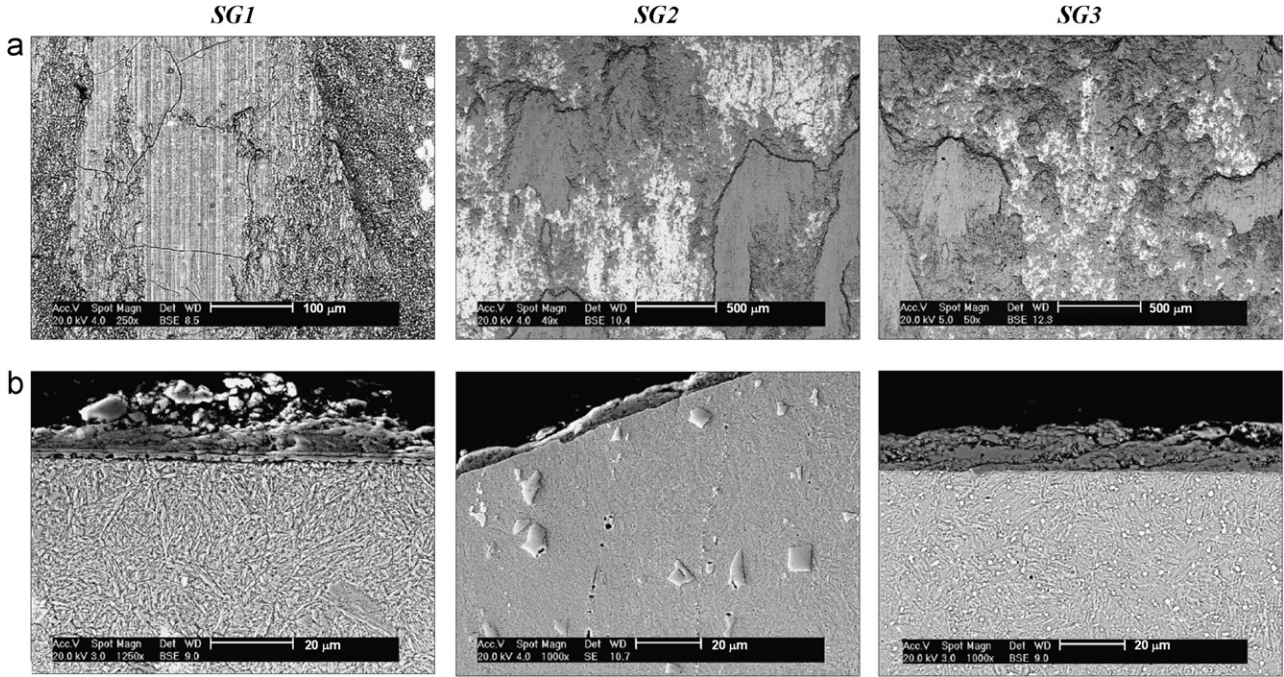 SG1 SG2 SG3
a
Acc.V Spot Magn Det WD 100 μm
20.0 kV 4.0 250x BSE 8.5
Acc.V Spot Magn Det WD 500 μm
20.0 kV 4.0 49x BSE 10.4
Acc.V Spot Magn Det WD 500 μm
20.0 kV 5.0 50x BSE 12.3
b
Acc.V Spot Magn Det WD 20 μm
20.0 kV 3.0 1250x BSE 9.0
Acc.V Spot Magn Det WD 20 μm
20.0 kV 4.0 1000x SE 10.7
Acc.V Spot Magn Det WD 20 μm
20.0 kV 3.0 1000x BSE 9.0